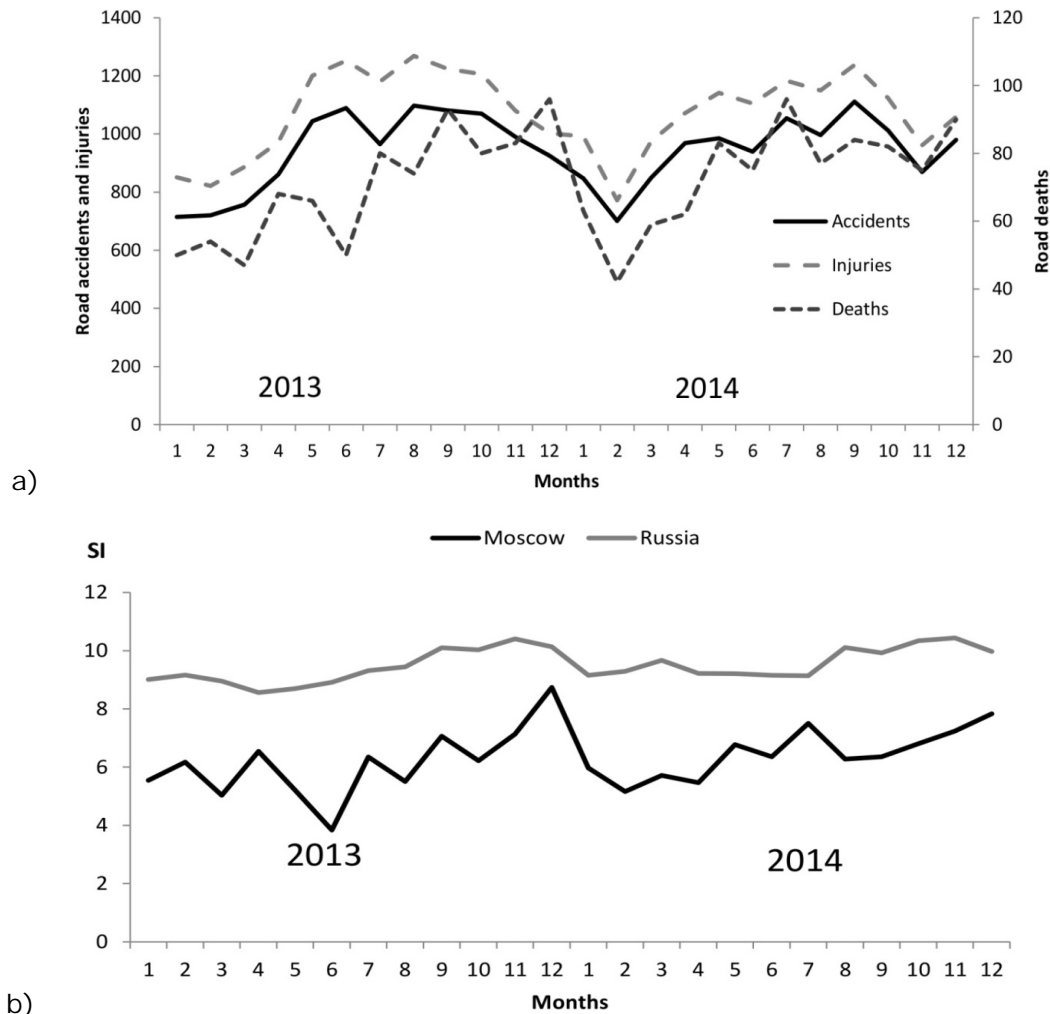 1400
1200
1000
800
600
400
200
0
Road accidents and injuries
120
100
80
60
40
20
0
Road deaths
Accidents
Injuries
Deaths
2013
2014
1 2 3 4 5 6 7 8 9 10 11 12 1 2 3 4 5 6 7 8 9 10 11 12
Months
a)
Moscow Russia
SI
12
10
8
6
4
2
0
2013
2014
1 2 3 4 5 6 7 8 9 10 11 12 1 2 3 4 5 6 7 8 9 10 11 12
Months
b)